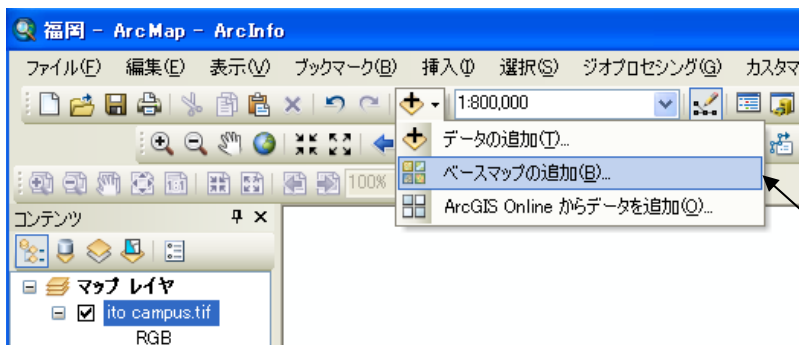 福岡 - ArcMap - ArcInfo
ファイル(F) 編集(E) 表示(V) ブックマーク(B) 挿入(I) 選択(S) ジオプロセシング(G) カスタマ
1:800,000
データの追加(T)...
100%
ベースマップの追加(B)...
ArcGIS Online からデータを追加(O)...
コンテンツ
マップ レイヤ
ito campus.tif
RGB